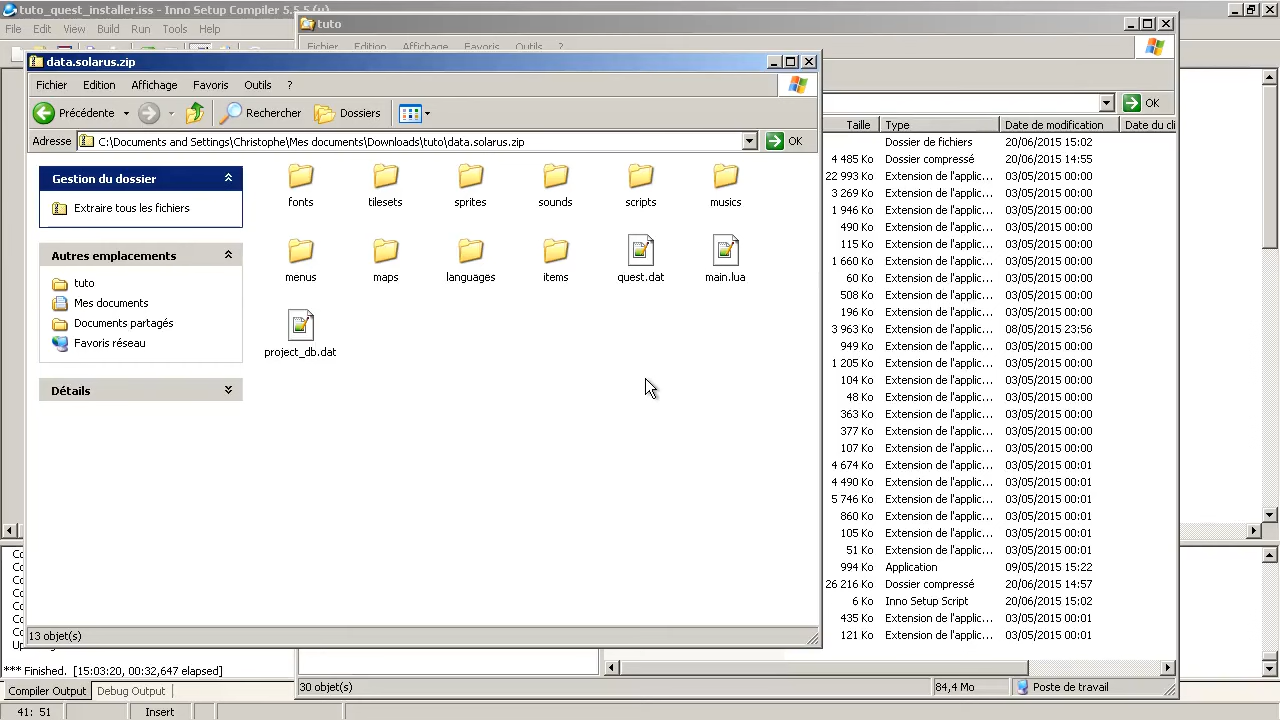 tuto_quest_installer.iss - Inno Setup Compiler 5.5.5 (u)
File Edit View Build Run Tools Help
tuto
Fichier Edition Affichage Favoris Outils ?
data.solarus.zip
Fichier Edition Affichage Favoris Outils ?
Précédente Rechercher Dossiers
Adresse C:\Documents and Settings\Christophe\Mes documents\Downloads\tuto\data.solarus.zip OK
OK
Gestion du dossier
Extraire tous les fichiers
Autres emplacements
tuto
Mes documents
Documents partagés
Favoris réseau
Détails
fonts tilesets sprites sounds scripts musics
menus maps languages items quest.dat main.lua
project_db.dat
13 objet(s)
Taille Type Date de modification Date du cli
Dossier de fichiers 20/06/2015 15:02
4 485 Ko Dossier compressé 20/06/2015 14:55
22 993 Ko Extension de l'applic... 03/05/2015 00:00
3 269 Ko Extension de l'applic... 03/05/2015 00:00
1 946 Ko Extension de l'applic... 03/05/2015 00:00
490 Ko Extension de l'applic... 03/05/2015 00:00
115 Ko Extension de l'applic... 03/05/2015 00:00
1 660 Ko Extension de l'applic... 03/05/2015 00:00
60 Ko Extension de l'applic... 03/05/2015 00:00
508 Ko Extension de l'applic... 03/05/2015 00:00
196 Ko Extension de l'applic... 03/05/2015 00:00
3 963 Ko Extension de l'applic... 08/05/2015 23:56
949 Ko Extension de l'applic... 03/05/2015 00:00
1 205 Ko Extension de l'applic... 03/05/2015 00:00
104 Ko Extension de l'applic... 03/05/2015 00:00
48 Ko Extension de l'applic... 03/05/2015 00:00
363 Ko Extension de l'applic... 03/05/2015 00:00
377 Ko Extension de l'applic... 03/05/2015 00:00
107 Ko Extension de l'applic... 03/05/2015 00:00
4 674 Ko Extension de l'applic... 03/05/2015 00:01
4 490 Ko Extension de l'applic... 03/05/2015 00:01
5 746 Ko Extension de l'applic... 03/05/2015 00:01
860 Ko Extension de l'applic... 03/05/2015 00:01
105 Ko Extension de l'applic... 03/05/2015 00:01
51 Ko Extension de l'applic... 03/05/2015 00:01
994 Ko Application 09/05/2015 15:22
26 216 Ko Dossier compressé 20/06/2015 14:57
6 Ko Inno Setup Script 20/06/2015 15:02
435 Ko Extension de l'applic... 03/05/2015 00:01
121 Ko Extension de l'applic... 03/05/2015 00:01
30 objet(s) 84,4 Mo Poste de travail
*** Finished. [15:03:20, 00:32,647 elapsed]
Compiler Output Debug Output
41: 51 Insert